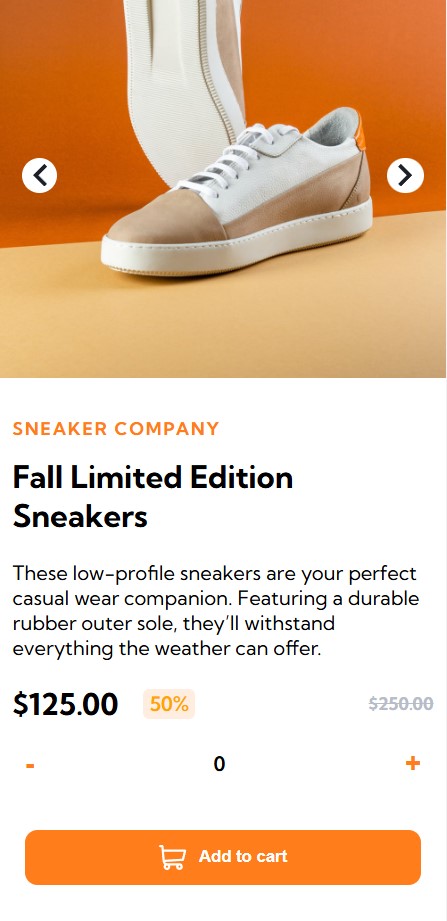 SNEAKER COMPANY
Fall Limited Edition
Sneakers
These low-profile sneakers are your perfect
casual wear companion. Featuring a durable
rubber outer sole, they’ll withstand
everything the weather can offer.
$125.00 50% $250.00
- 0 +
Add to cart